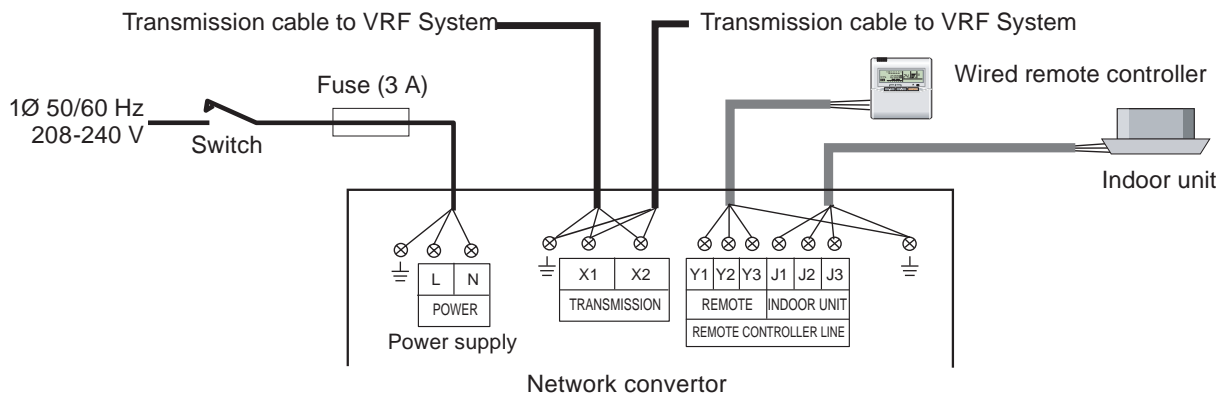 Transmission cable to VRF System
Transmission cable to VRF System
Wired remote controller
Fuse (3 A)
1Ø 50/60 Hz
208-240 V
Switch
Indoor unit
L N
POWER
Power supply
X1 X2
TRANSMISSION
Y1 Y2 Y3 J1 J2 J3
REMOTE INDOOR UNIT
REMOTE CONTROLLER LINE
Network convertor